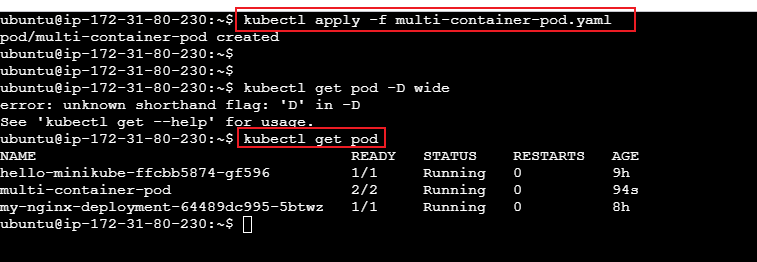 ubuntu@ip-172-31-80-230:~$ kubectl apply -f multi-container-pod.yaml
pod/multi-container-pod created
ubuntu@ip-172-31-80-230:~$
ubuntu@ip-172-31-80-230:~$
ubuntu@ip-172-31-80-230:~$ kubectl get pod -D wide
error: unknown shorthand flag: 'D' in -D
See 'kubectl get --help' for usage.
ubuntu@ip-172-31-80-230:~$ kubectl get pod
NAME READY STATUS RESTARTS AGE
hello-minikube-ffcbb5874-gf596 1/1 Running 0 9h
multi-container-pod 2/2 Running 0 94s
my-nginx-deployment-64489dc995-5btwz 1/1 Running 0 8h
ubuntu@ip-172-31-80-230:~$